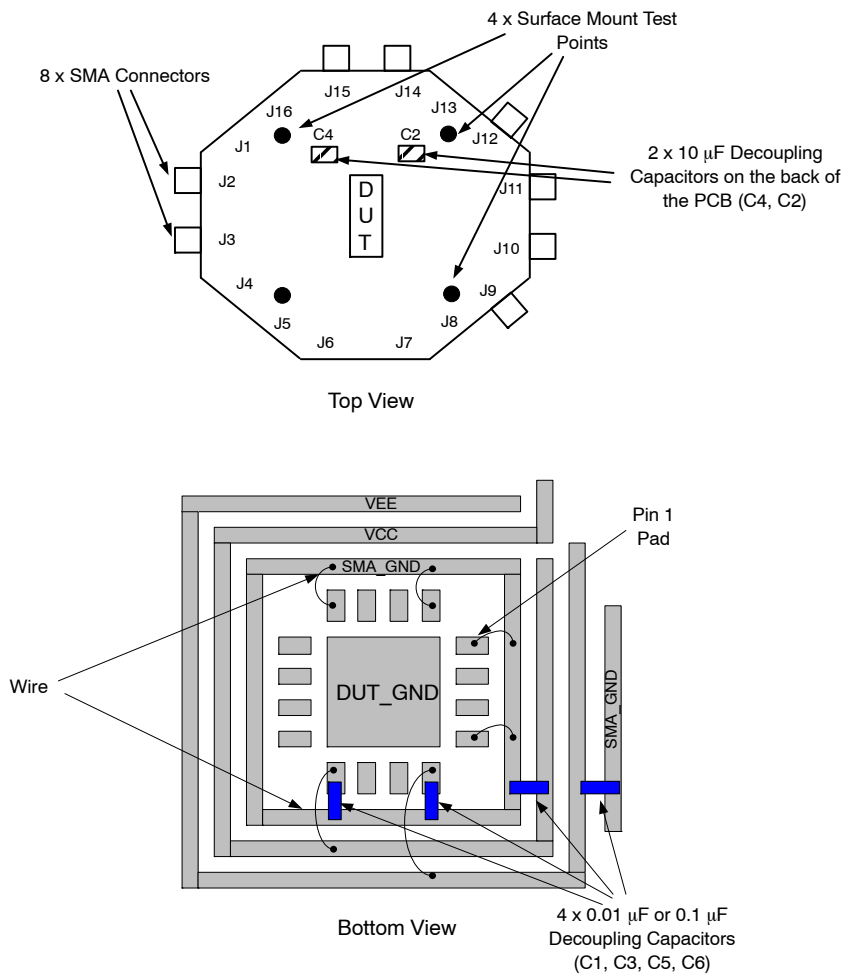 4 x Surface Mount Test
Points
8 x SMA Connectors
J15
J14
J16
J13
J1
C4
C2
J12
2 x 10 μF Decoupling
Capacitors on the back of
the PCB (C4, C2)
J2
D
U
T
J11
J3
J10
J4
J9
J5
J8
J6
J7
Top View
VEE
Pin 1
Pad
VCC
SMA_GND
Wire
DUT_GND
SMA_GND
4 x 0.01 μF or 0.1 μF
Decoupling Capacitors
(C1, C3, C5, C6)
Bottom View